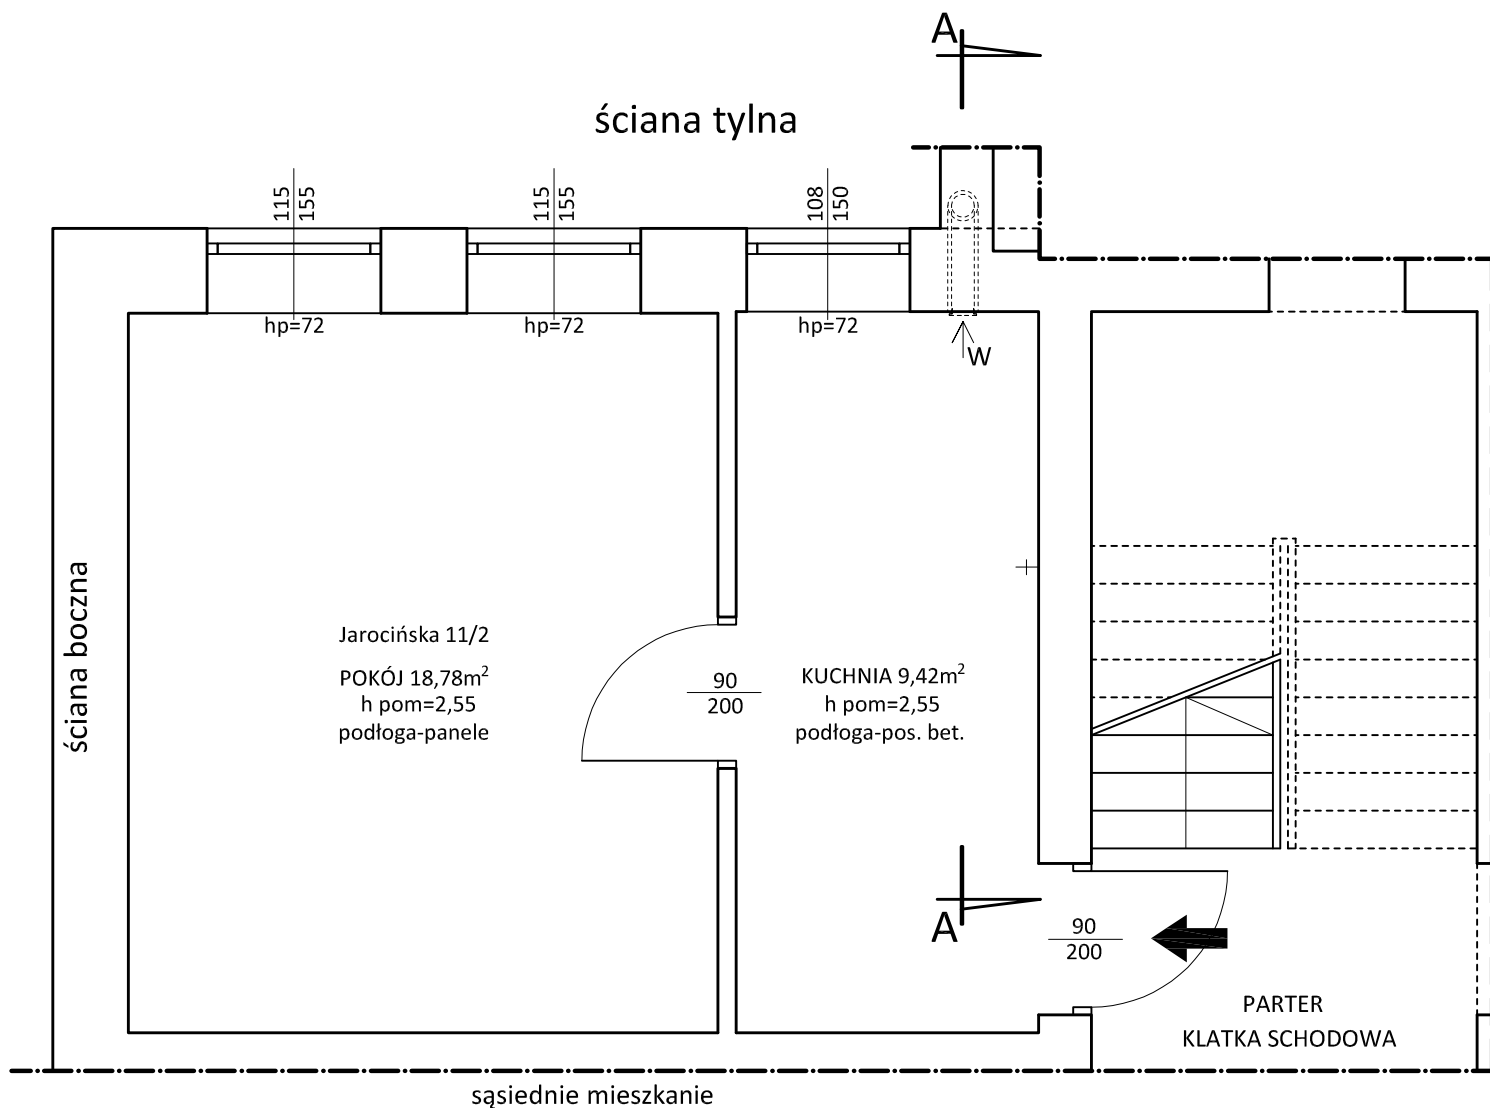 A
ściana tylna
115
155
115
155
108
150
hp=72
hp=72
hp=72
W
ściana boczna
Jarocińska 11/2
POKÓJ 18,78m²
h pom=2,55
podłoga-panele
90
200
KUCHNIA 9,42m²
h pom=2,55
podłoga-pos. bet.
A
90
200
PARTER
KLATKA SCHODOWA
sąsiednie mieszkanie